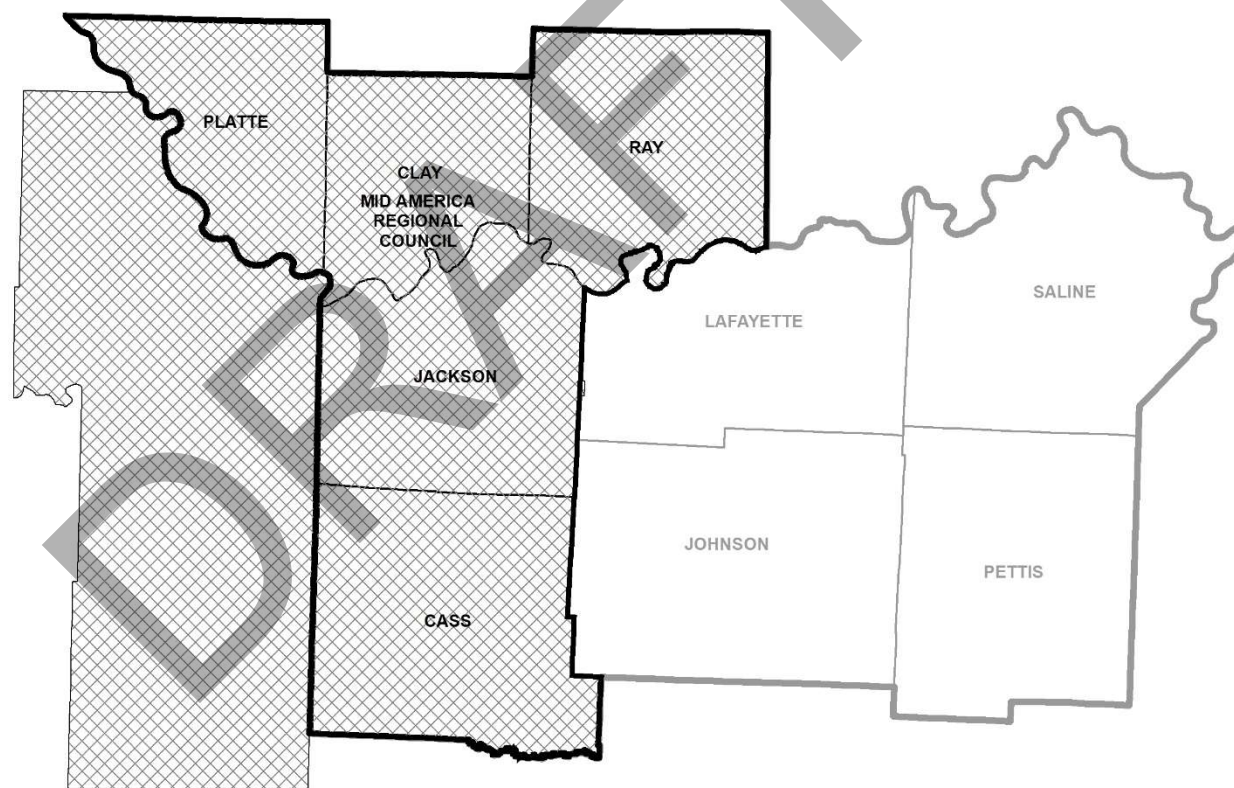 PLATTE
RAY
CLAY
MID AMERICA
REGIONAL
COUNCIL
SALINE
LAFAYETTE
JACKSON
JOHNSON
PETTIS
CASS
DRAFT